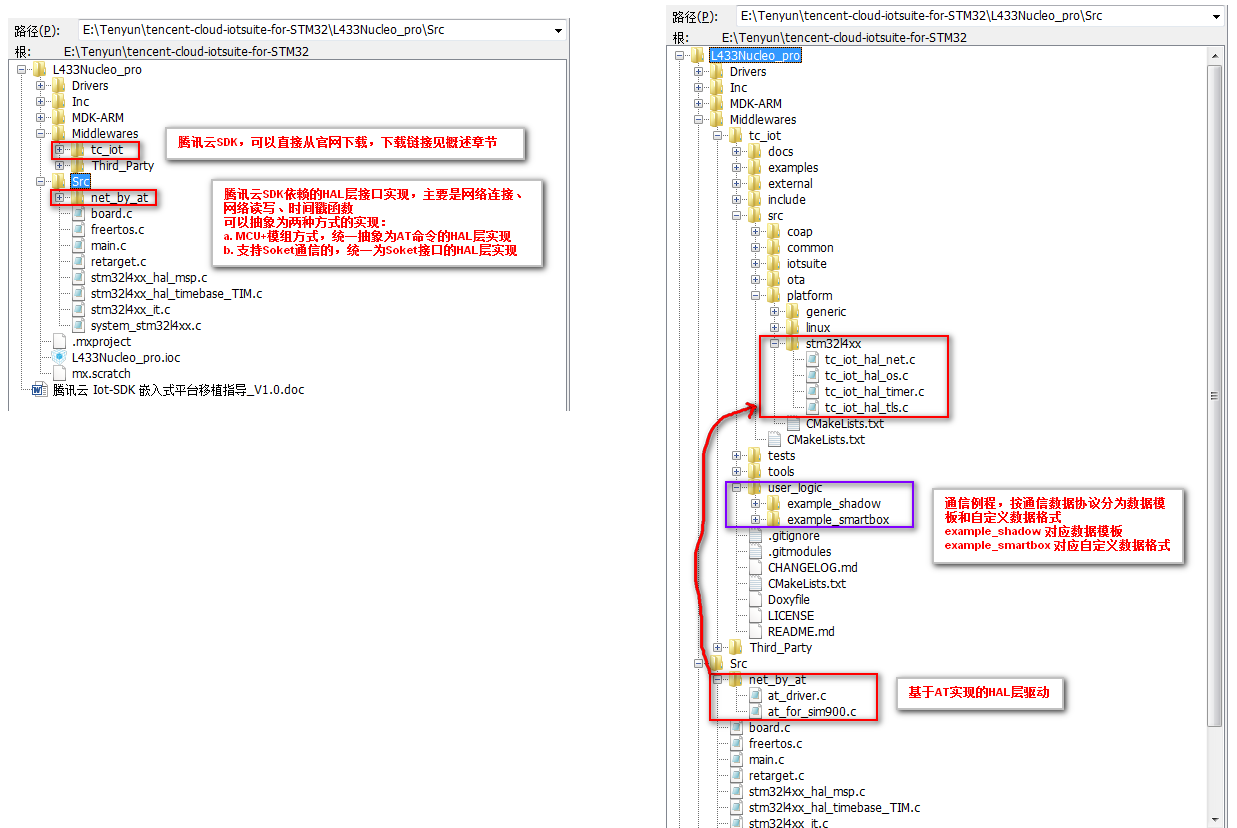 路径(P):
E:\Tenyun\tencent-cloud-iotsuite-for-STM32\L433Nucleo_pro\Src
根:
E:\Tenyun\tencent-cloud-iotsuite-for-STM32
L433Nucleo_pro
Drivers
Inc
MDK-ARM
Middlewares
tc_iot
Third_Party
Src
net_by_at
board.c
freertos.c
main.c
retarget.c
stm32l4xx_hal_msp.c
stm32l4xx_hal_timebase_TIM.c
stm32l4xx_it.c
system_stm32l4xx.c
.mxproject
L433Nucleo_pro.ioc
mx.scratch
腾讯云 Iot-SDK 嵌入式平台移植指导_V1.0.doc
腾讯云SDK，可以直接从官网下载，下载链接见概述章节
腾讯云SDK依赖的HAL层接口实现，主要是网络连接、
网络读写、时间戳函数
可以抽象为两种方式的实现：
a. MCU+模组方式，统一抽象为AT命令的HAL层实现
b. 支持Soket通信的，统一为Soket接口的HAL层实现
路径(P):
E:\Tenyun\tencent-cloud-iotsuite-for-STM32\L433Nucleo_pro\Src
根:
E:\Tenyun\tencent-cloud-iotsuite-for-STM32
L433Nucleo_pro
Drivers
Inc
MDK-ARM
Middlewares
tc_iot
docs
examples
external
include
src
coap
common
iotsuite
ota
platform
generic
linux
stm32l4xx
tc_iot_hal_net.c
tc_iot_hal_os.c
tc_iot_hal_timer.c
tc_iot_hal_tls.c
CMakeLists.txt
CMakeLists.txt
tests
tools
user_logic
example_shadow
example_smartbox
.gitignore
.gitmodules
CHANGELOG.md
CMakeLists.txt
Doxyfile
LICENSE
README.md
Third_Party
Src
net_by_at
at_driver.c
at_for_sim900.c
board.c
freertos.c
main.c
retarget.c
stm32l4xx_hal_msp.c
stm32l4xx_hal_timebase_TIM.c
stm32l4xx_it.c
通信例程，按通信数据协议分为数据模
板和自定义数据格式
example_shadow 对应数据模板
example_smartbox 对应自定义数据格式
基于AT实现的HAL层驱动